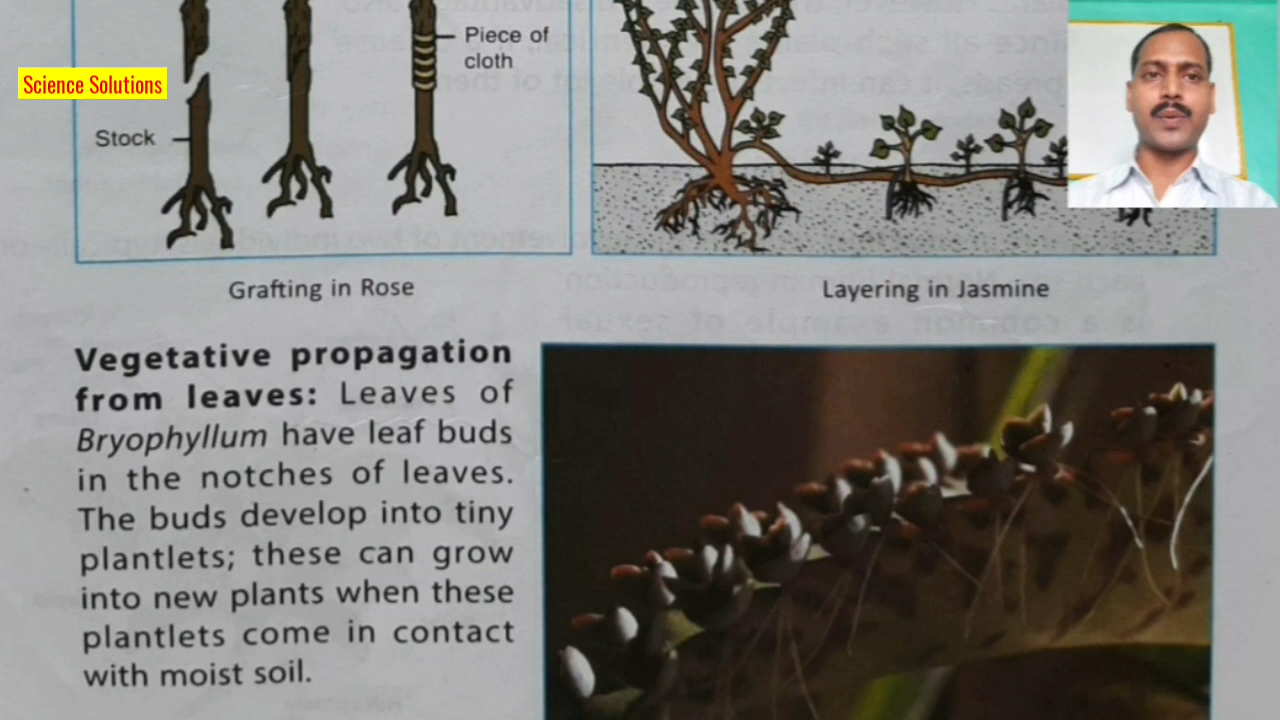 Science Solutions
Piece of
cloth
Stock
Grafting in Rose
Layering in Jasmine
Vegetative propagation
from leaves: Leaves of
Bryophyllum have leaf buds
in the notches of leaves.
The buds develop into tiny
plantlets; these can grow
into new plants when these
plantlets come in contact
with moist soil.